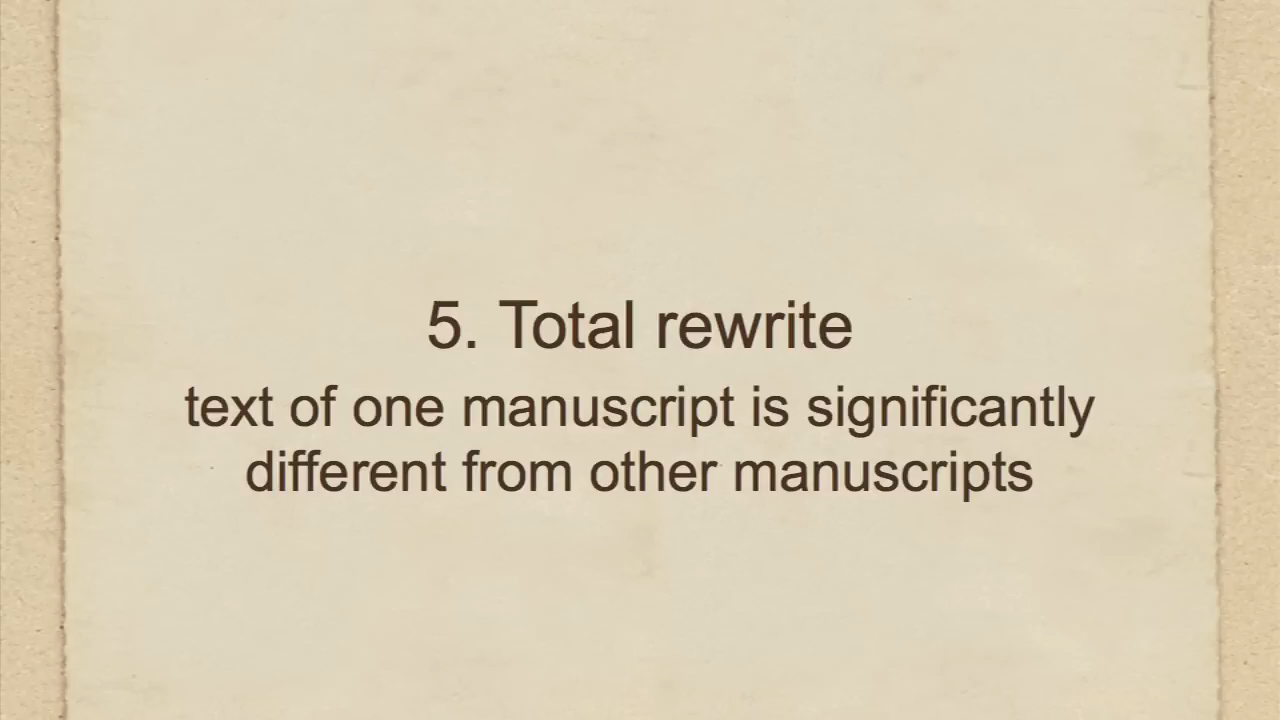 5. Total rewrite
text of one manuscript is significantly
different from other manuscripts